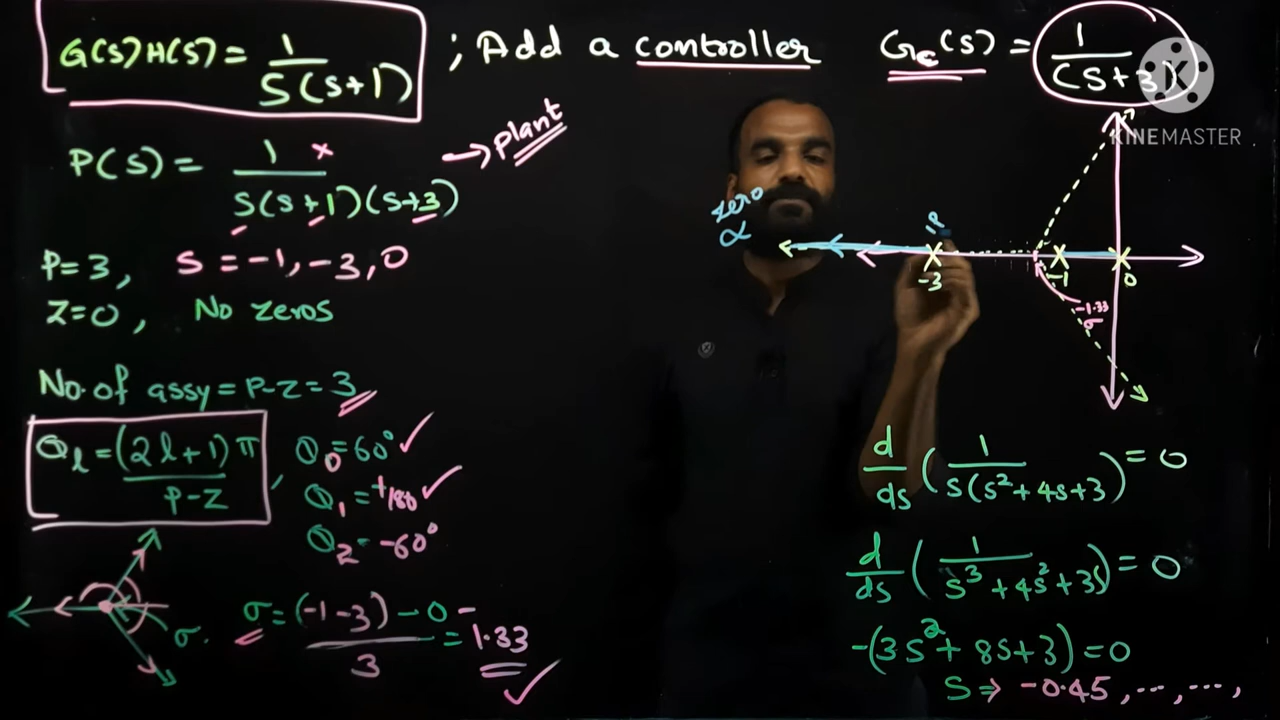 G(s)H(s) = 1/S(s+1) ; Add a controller Gc(s) = 1/(s+3)
KINEMASTER
P(s) = 1/s(s+1)(s+3) → Plant
P=3, s = -1, -3, 0
Z=0, No zeros
No. of assy = P-Z = 3
θl = (2l+1)π/P-Z, θ0 = 60°
θ1 = +180
θ2 = -60°
σ.
σ = (-1-3)-0/3 = -1.33
zero
∝
-3
-1
0
-1.33
σ
d/ds (1/s(s²+4s+3)) = 0
d/ds (1/s³+4s²+3s) = 0
-(3s²+8s+3) = 0
S ⇒ -0.45, ..., ...,